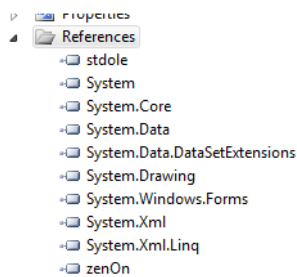 Properties
References
stdole
System
System.Core
System.Data
System.Data.DataSetExtensions
System.Drawing
System.Windows.Forms
System.Xml
System.Xml.Linq
zenOn